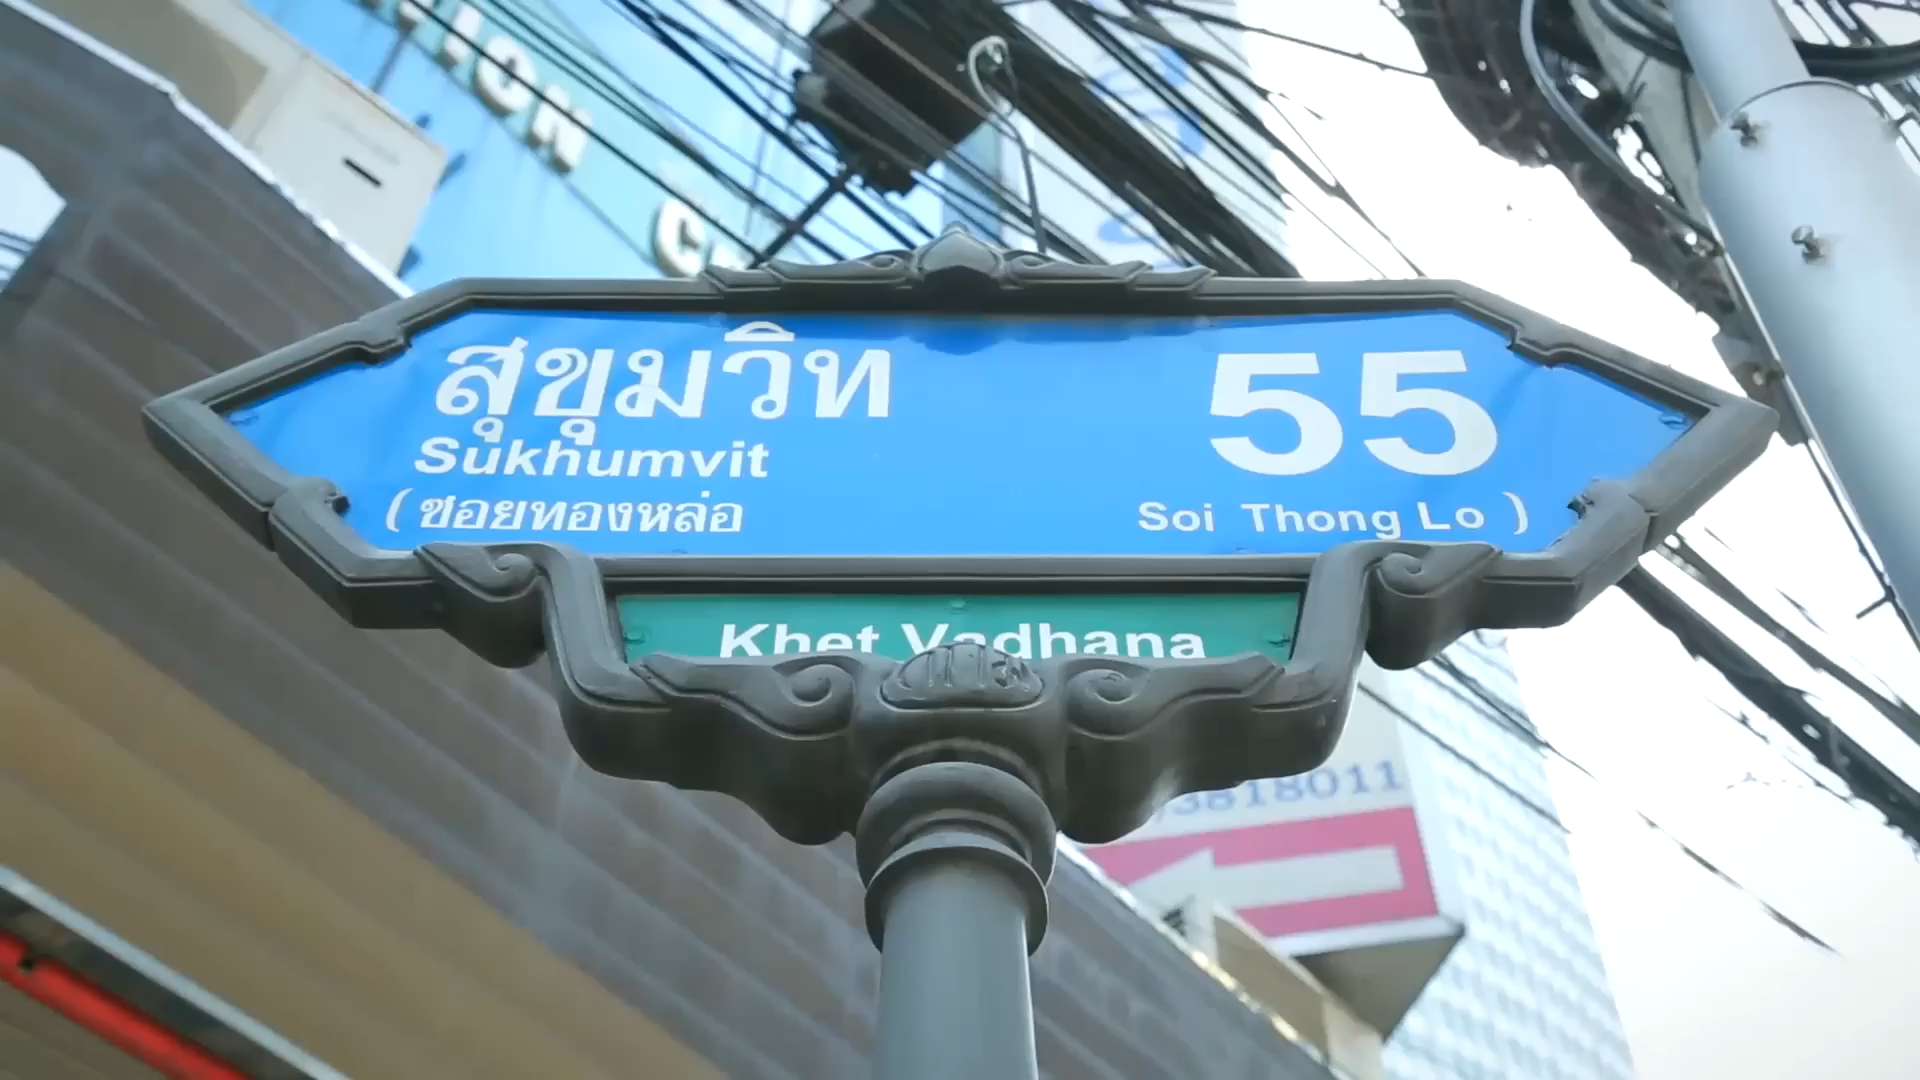 สุขุมวิท 55
Sukhumvit
(ซอยทองหล่อ Soi Thong Lo)
Khet Vadhana
3818011